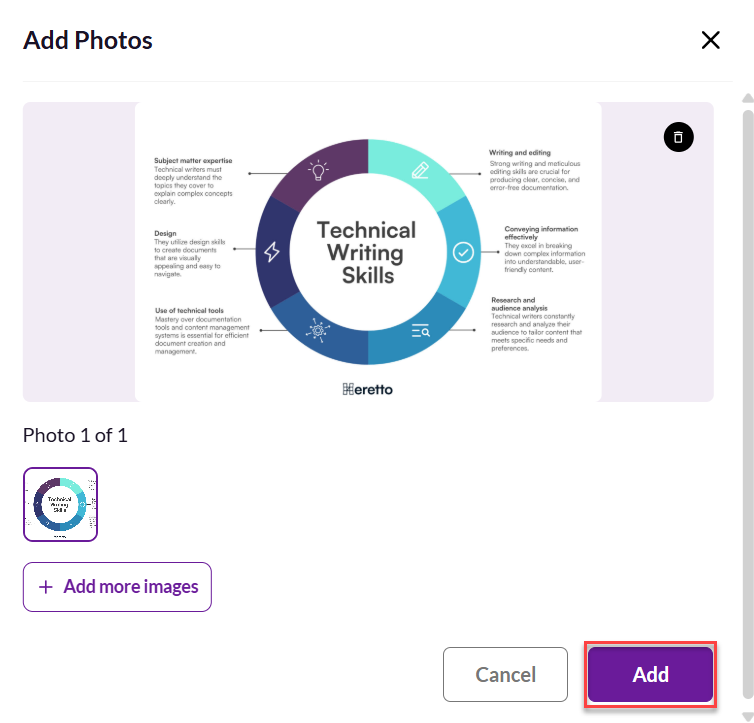 Add Photos
Subject matter expertise
Technical writers must
deeply understand the
topics they cover to
explain complex concepts
clearly.
Writing and editing
Strong writing and meticulous
editing skills are crucial for
producing clear, concise, and
error-free documentation.
Technical
Writing
Skills
Design
They utilize design skills
to create documents
that are visually
appealing and easy to
navigate.
Conveying information
effectively
They excel in breaking
down complex information
into understandable, user-
friendly content.
Use of technical tools
Mastery over documentation
tools and content management
systems is essential for efficient
document creation and
management.
Research and
audience analysis
Technical writers constantly
research and analyze their
audience to tailor content that
meets specific needs and
preferences.
Heretto
Photo 1 of 1
Technical
Writing
Skills
+ Add more images
Cancel
Add